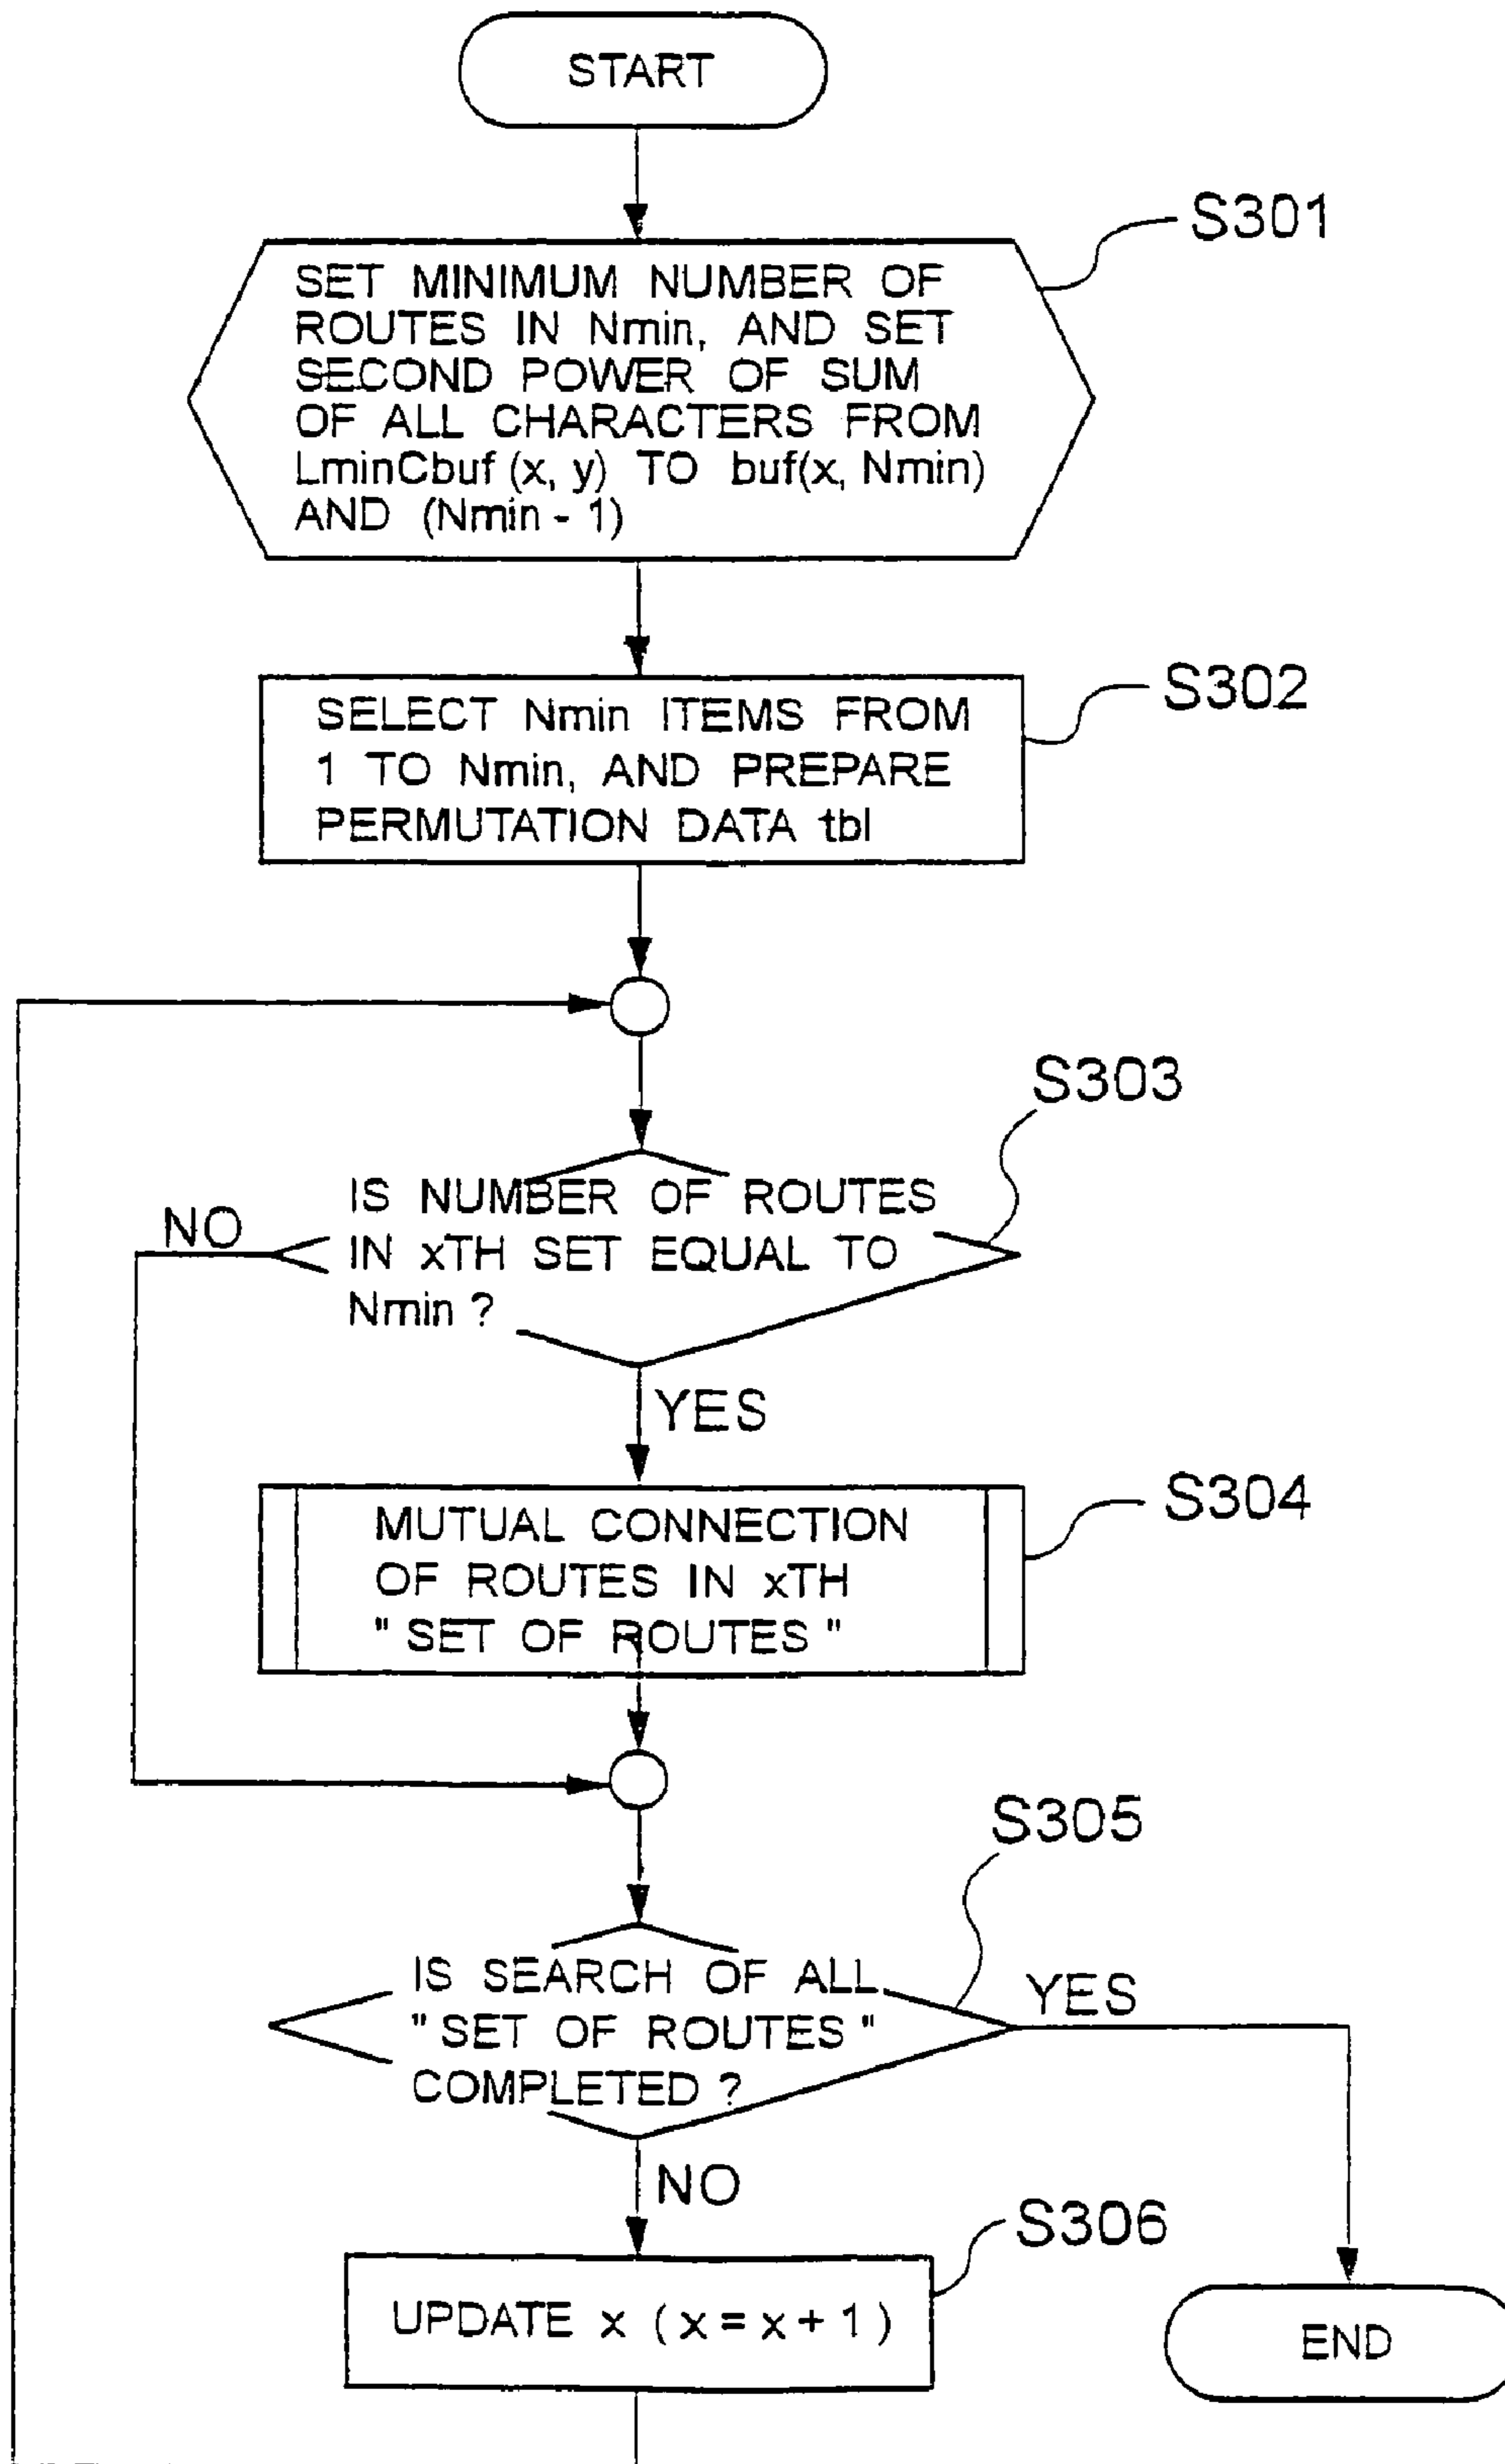 START
S301
SET MINIMUM NUMBER OF
ROUTES IN Nmin, AND SET
SECOND POWER OF SUM
OF ALL CHARACTERS FROM
LminCbuf (x, y) TO buf(x, Nmin)
AND (Nmin - 1)
S302
SELECT Nmin ITEMS FROM
1 TO Nmin, AND PREPARE
PERMUTATION DATA tbl
S303
IS NUMBER OF ROUTES
IN xTH SET EQUAL TO
Nmin ?
NO
YES
S304
MUTUAL CONNECTION
OF ROUTES IN xTH
" SET OF ROUTES "
S305
IS SEARCH OF ALL
" SET OF ROUTES "
COMPLETED ?
YES
NO
S306
UPDATE x ( x = x + 1 )
END